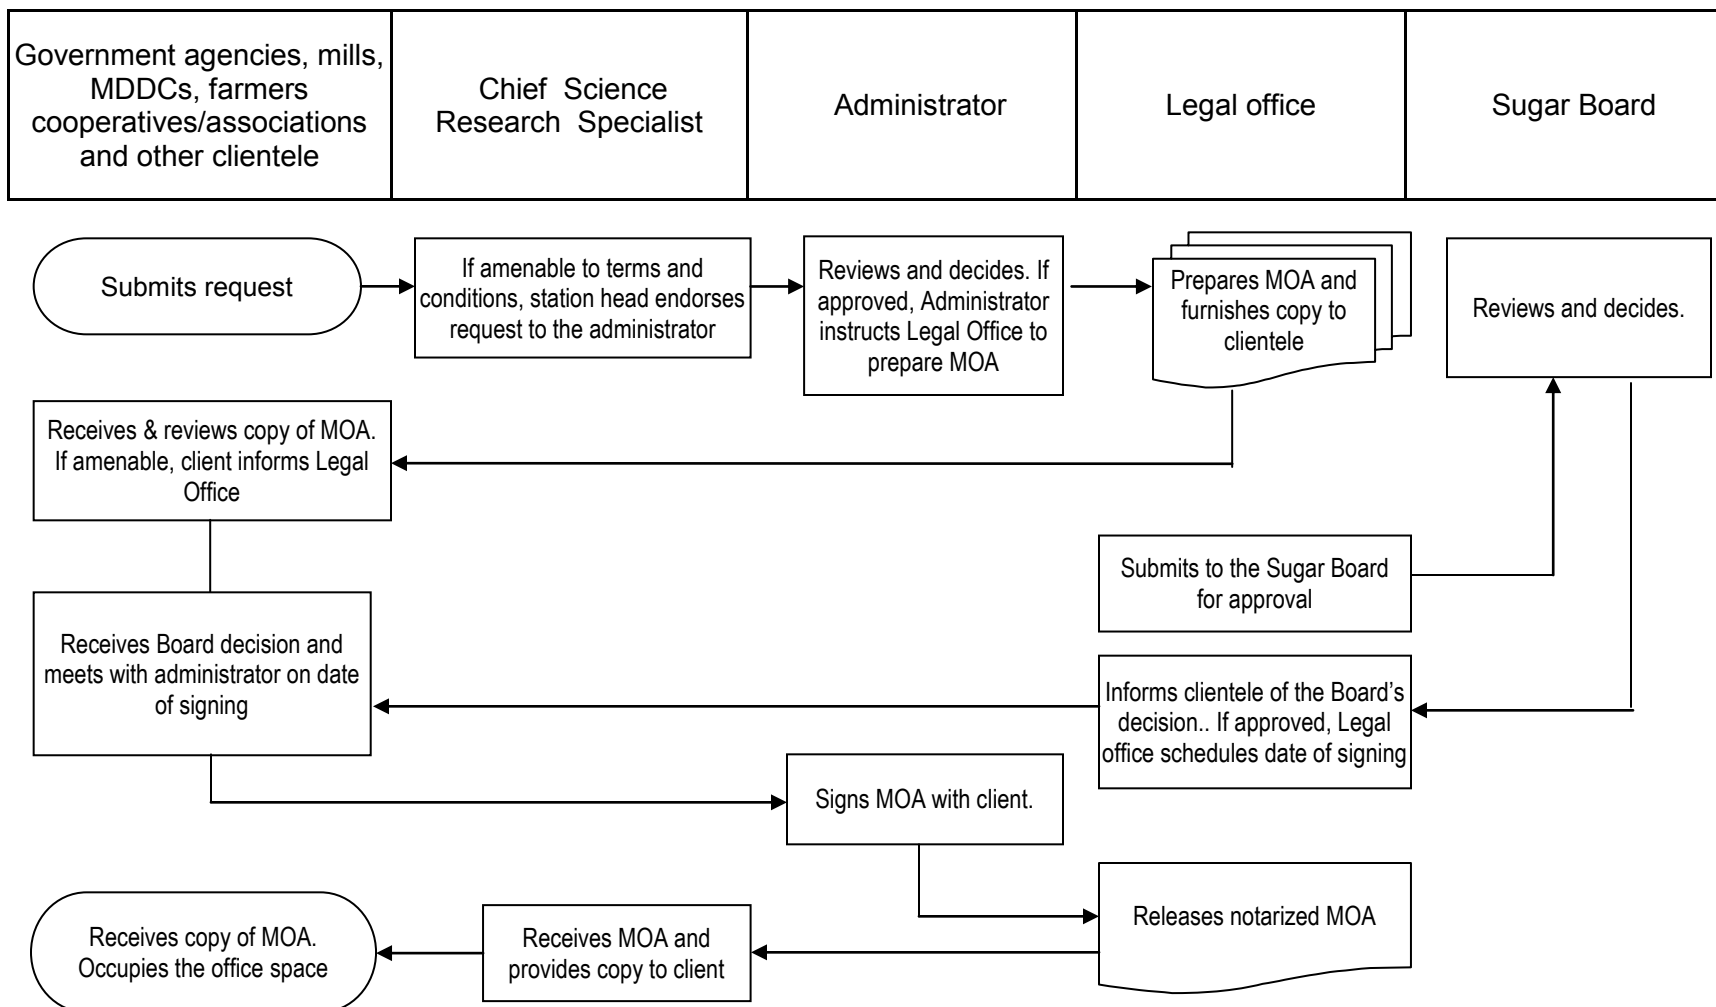 Government agencies, mills,
MDDCs, farmers
cooperatives/associations
and other clientele
Chief Science
Research Specialist
Administrator
Legal office
Sugar Board
Submits request
If amenable to terms and
conditions, station head endorses
request to the administrator
Reviews and decides. If
approved, Administrator
instructs Legal Office to
prepare MOA
Prepares MOA and
furnishes copy to
clientele
Reviews and decides.
Receives & reviews copy of MOA.
If amenable, client informs Legal
Office
Submits to the Sugar Board
for approval
Receives Board decision and
meets with administrator on date
of signing
Informs clientele of the Board’s
decision.. If approved, Legal
office schedules date of signing
Signs MOA with client.
Releases notarized MOA
Receives MOA and
provides copy to client
Receives copy of MOA.
Occupies the office space